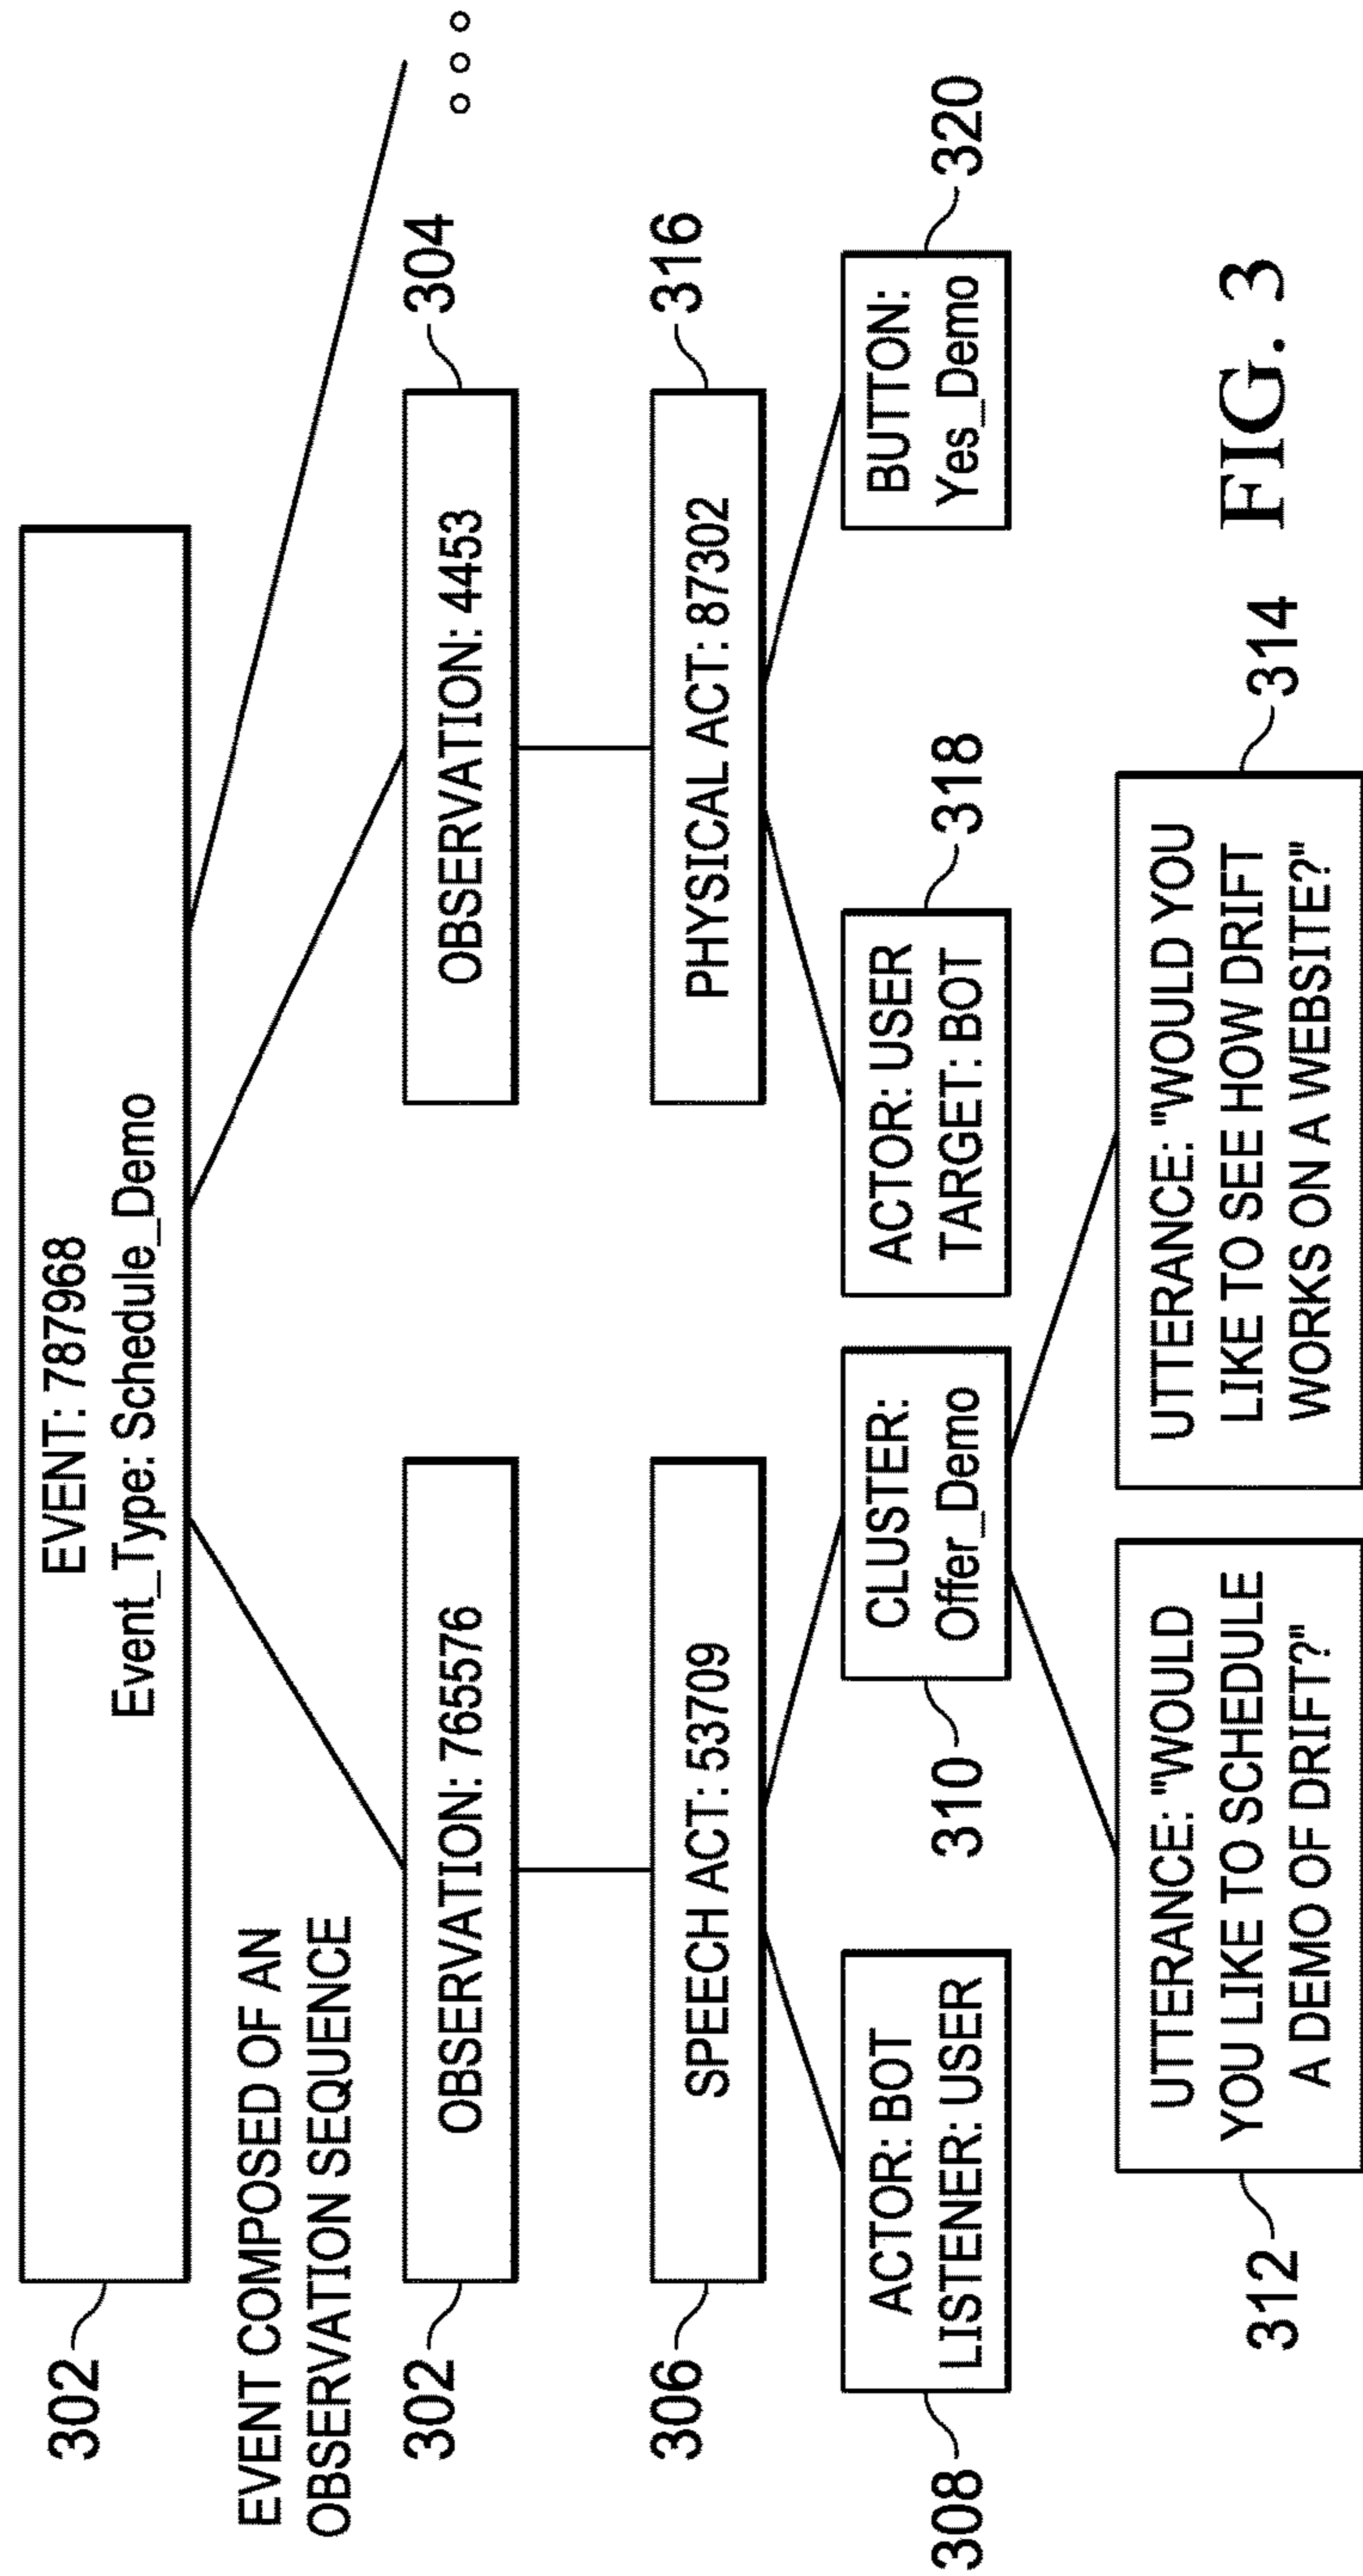 302
EVENT: 787968
Event_Type: Schedule_Demo
EVENT COMPOSED OF AN
OBSERVATION SEQUENCE
302
OBSERVATION: 765576
OBSERVATION: 4453
304
306
SPEECH ACT: 53709
PHYSICAL ACT: 87302
316
308
ACTOR: BOT
LISTENER: USER
310
CLUSTER:
Offer_Demo
ACTOR: USER
TARGET: BOT
318
BUTTON:
Yes_Demo
320
312
UTTERANCE: "WOULD
YOU LIKE TO SCHEDULE
A DEMO OF DRIFT?"
UTTERANCE: "WOULD YOU
LIKE TO SEE HOW DRIFT
WORKS ON A WEBSITE?"
314
FIG. 3